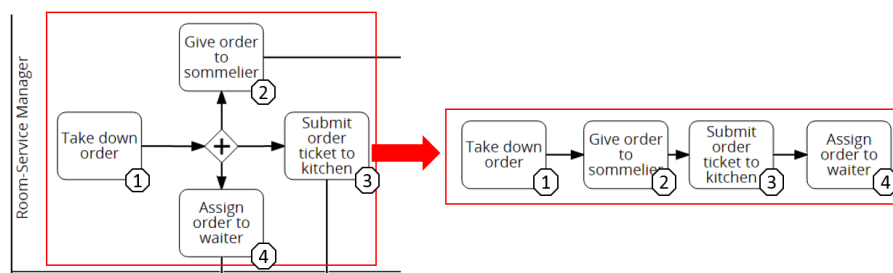 Room-Service Manager
Give order
to
sommelier
2
Take down
order
1
+
Submit
order
ticket to
kitchen
3
Assign
order to
waiter
4
Take down
order
1
Give order
to
sommelier
2
Submit
order
ticket to
kitchen
3
Assign
order to
waiter
4